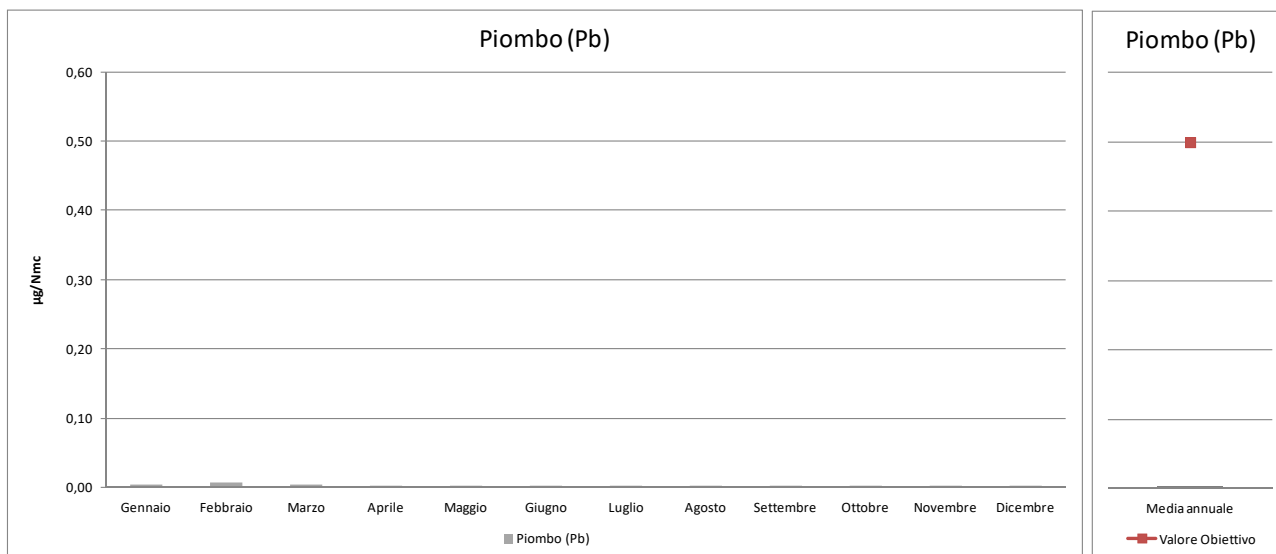 Piombo (Pb)
0,60
0,50
0,40
0,30
0,20
0,10
0,00
µg/Nmc
Gennaio Febbraio Marzo Aprile Maggio Giugno Luglio Agosto Settembre Ottobre Novembre Dicembre
Piombo (Pb)
Piombo (Pb)
Media annuale
Valore Obiettivo